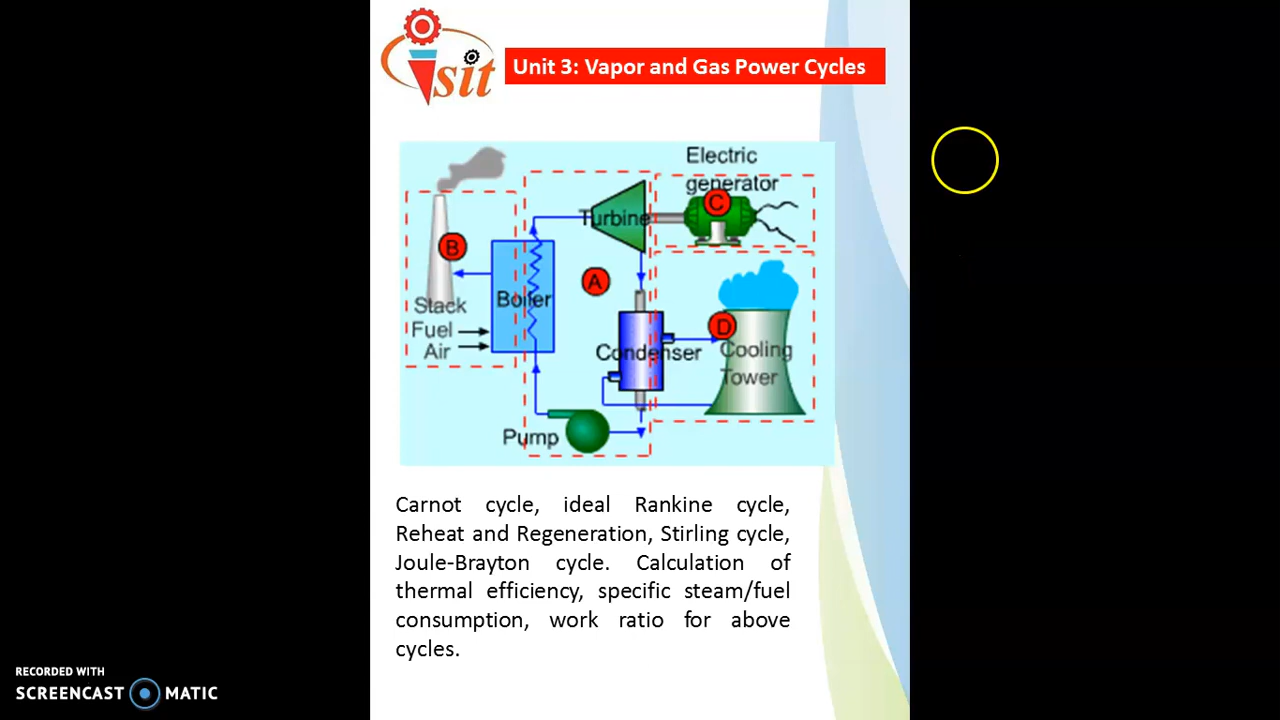 sit
Unit 3: Vapor and Gas Power Cycles
Electric
generator
C
Turbine
B
A
Boiler
Stack
Fuel
Air
D
Condenser
Cooling
Tower
Pump
Carnot cycle, ideal Rankine cycle,
Reheat and Regeneration, Stirling cycle,
Joule-Brayton cycle. Calculation of
thermal efficiency, specific steam/fuel
consumption, work ratio for above
cycles.
RECORDED WITH
SCREENCAST MATIC